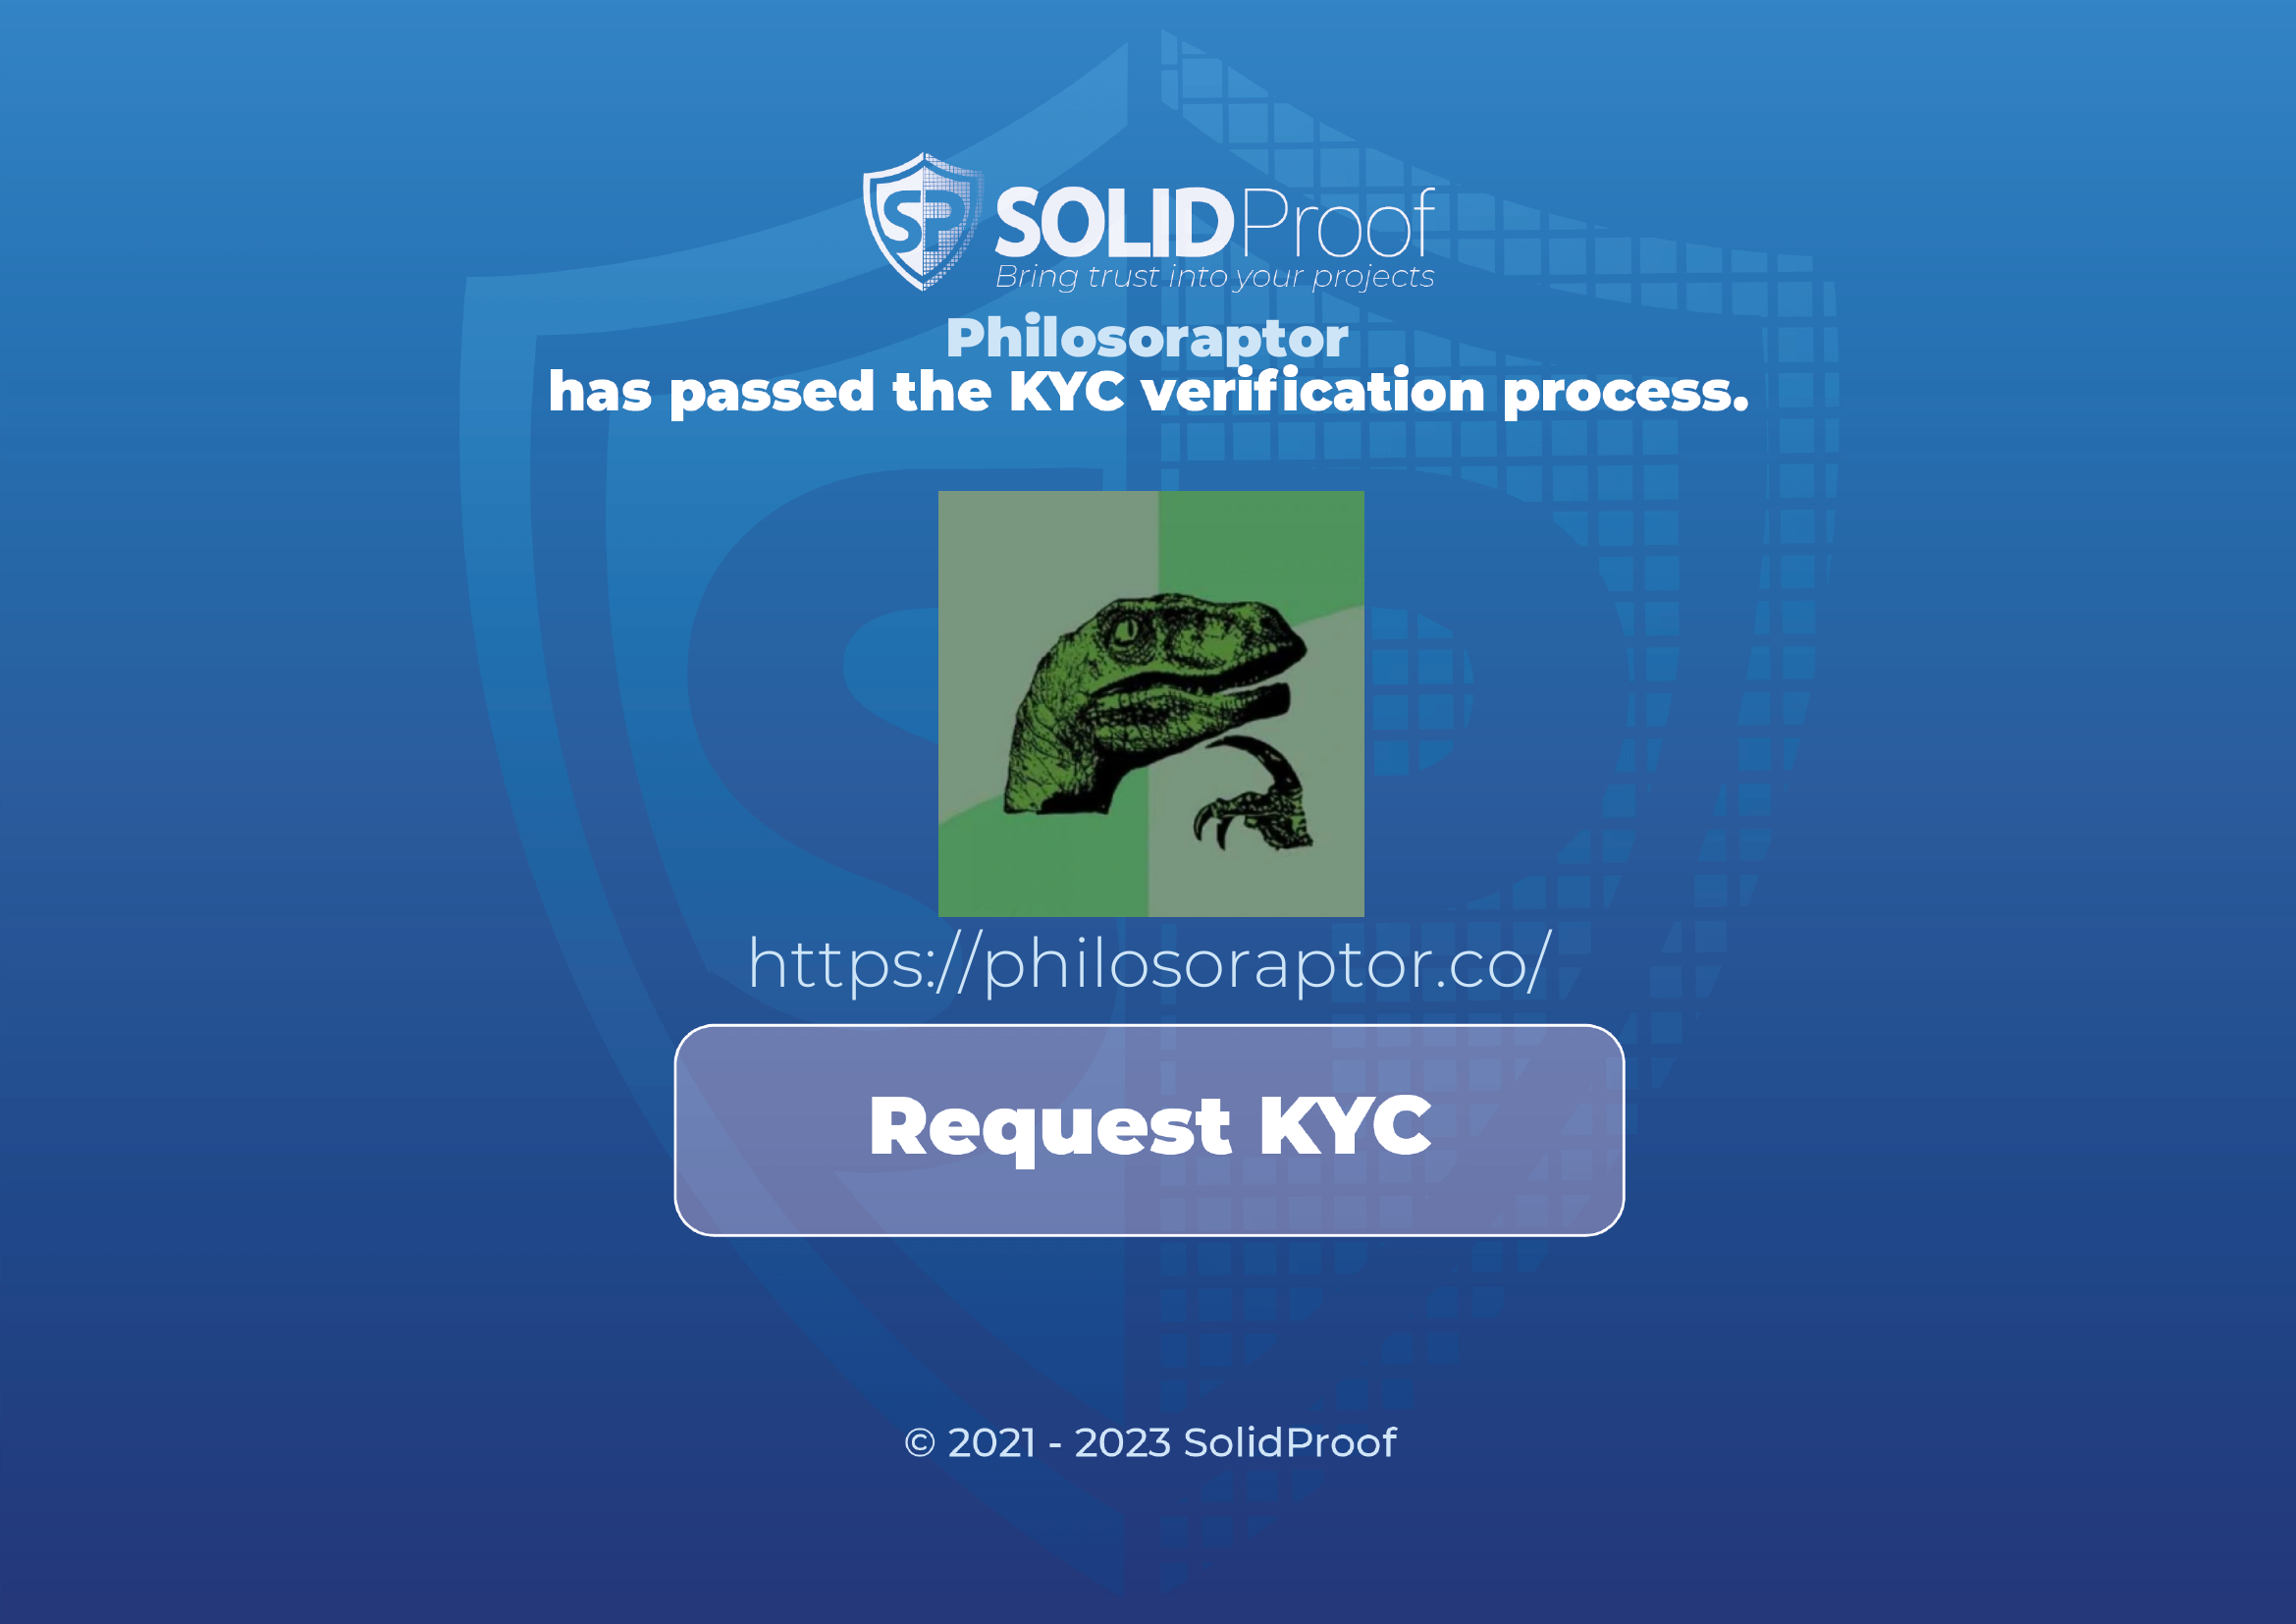 SP SOLIDProof
Bring trust into your projects
Philosoraptor
has passed the KYC verification process.
https://philosoraptor.co/
Request KYC
© 2021 - 2023 SolidProof